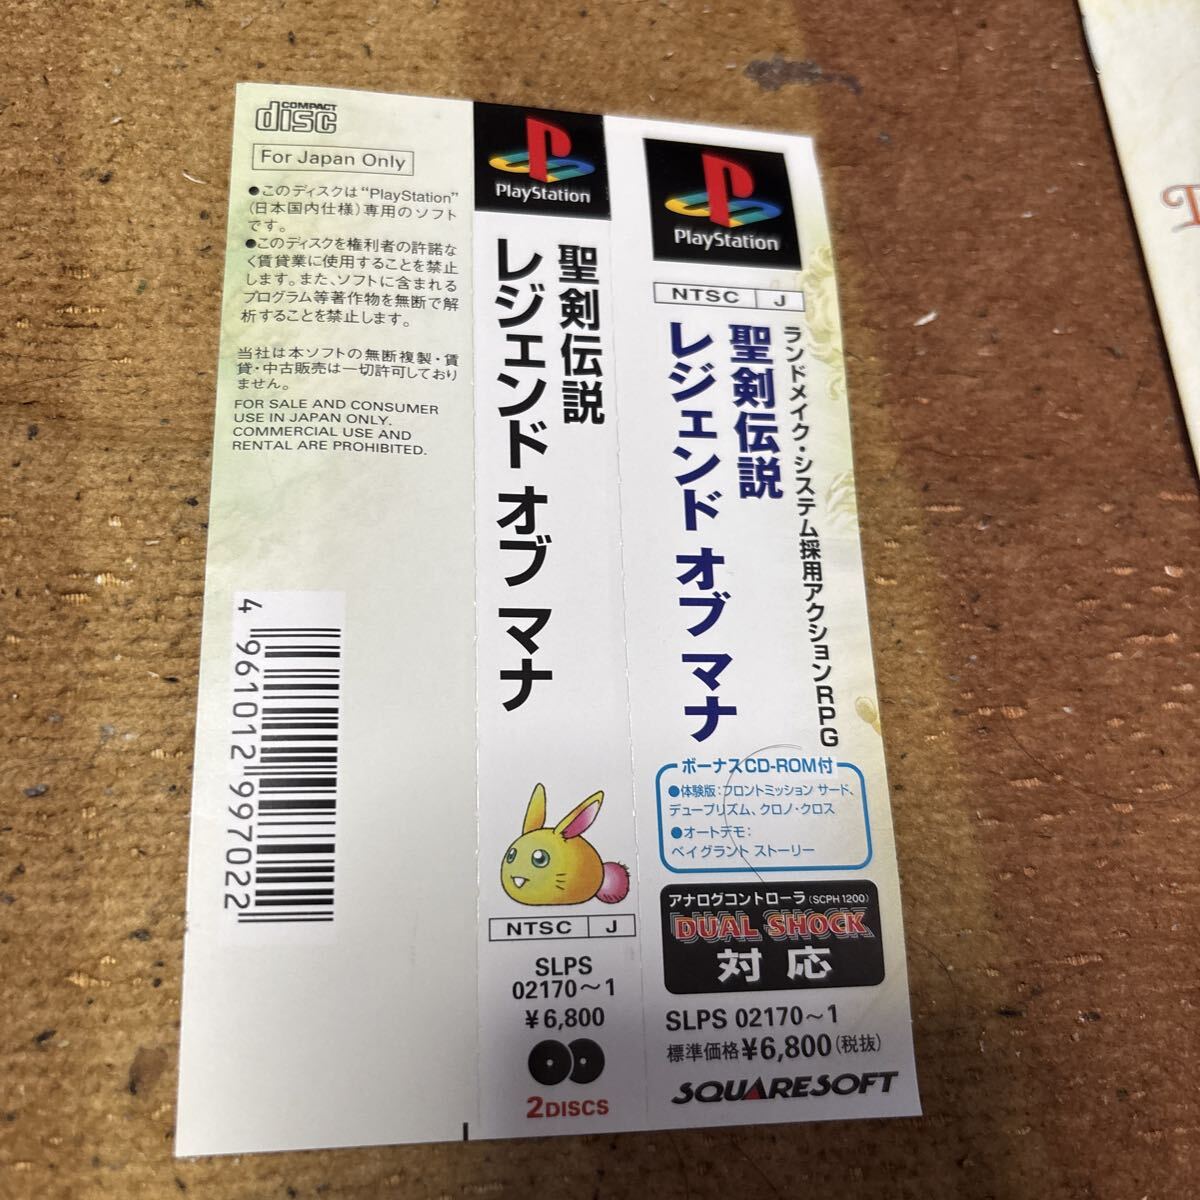 COMPACT
disc
For Japan Only
●このディスクは“PlayStation”
(日本国内仕様)専用のソフト
です。
●このディスクを権利者の許諾な
く賃貸業に使用することを禁止
します。また、ソフトに含まれる
プログラム等著作物を無断で解
析することを禁止します。
当社は本ソフトの無断複製・賃
貸・中古販売は一切許可しており
ません。
FOR SALE AND CONSUMER
USE IN JAPAN ONLY.
COMMERCIAL USE AND
RENTAL ARE PROHIBITED.
4 961012 997022
PlayStation
聖剣伝説
レジェンド オブ マナ
NTSC J
SLPS
02170～1
¥6,800
2DISCS
PlayStation
NTSC J
ランドメイク・システム採用アクションRPG
聖剣伝説
レジェンド オブ マナ
ボーナスCD-ROM付
●体験版：フロントミッション サード、
デュープリズム、クロノ・クロス
●オートデモ：
ベイグラント ストーリー
アナログコントローラ(SCPH 1200)
DUAL SHOCK
対応
SLPS 02170～1
標準価格¥6,800(税抜)
SQUARESOFT